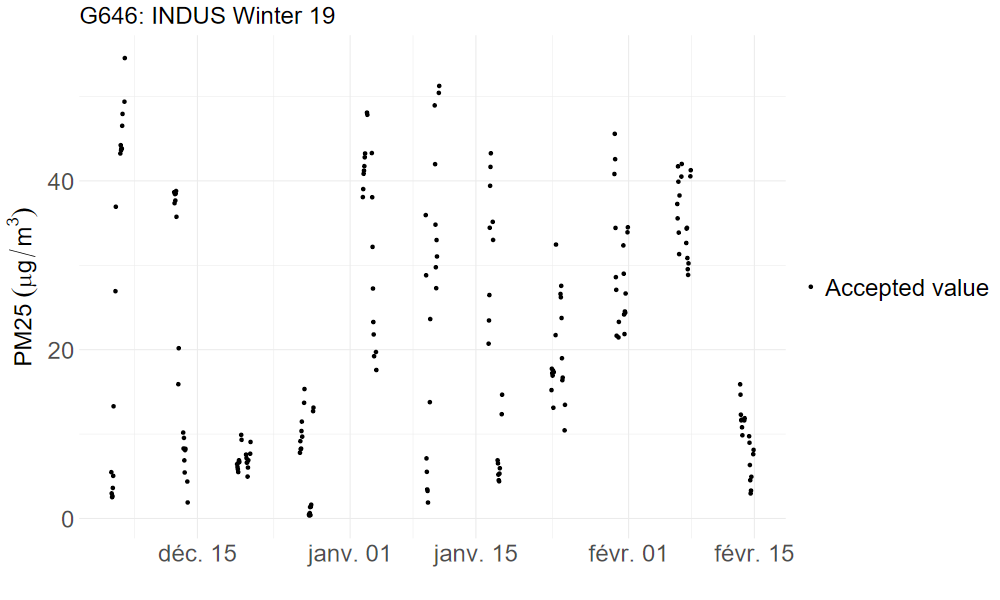 G646: INDUS Winter 19
PM25 (μg/m³)
40
20
0
déc. 15
janv. 01
janv. 15
févr. 01
févr. 15
Accepted value